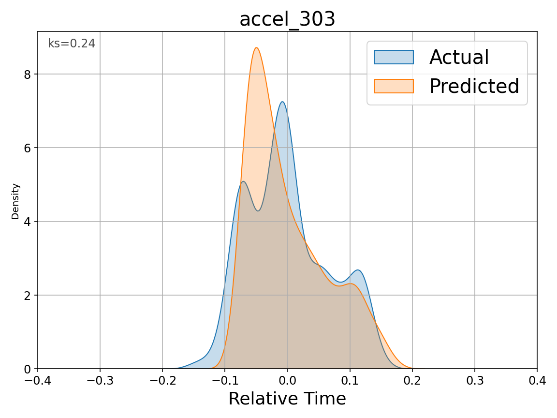 accel_303
ks=0.24
Actual
Predicted
Density
8
6
4
2
0
−0.4 −0.3 −0.2 −0.1 0.0 0.1 0.2 0.3 0.4
Relative Time